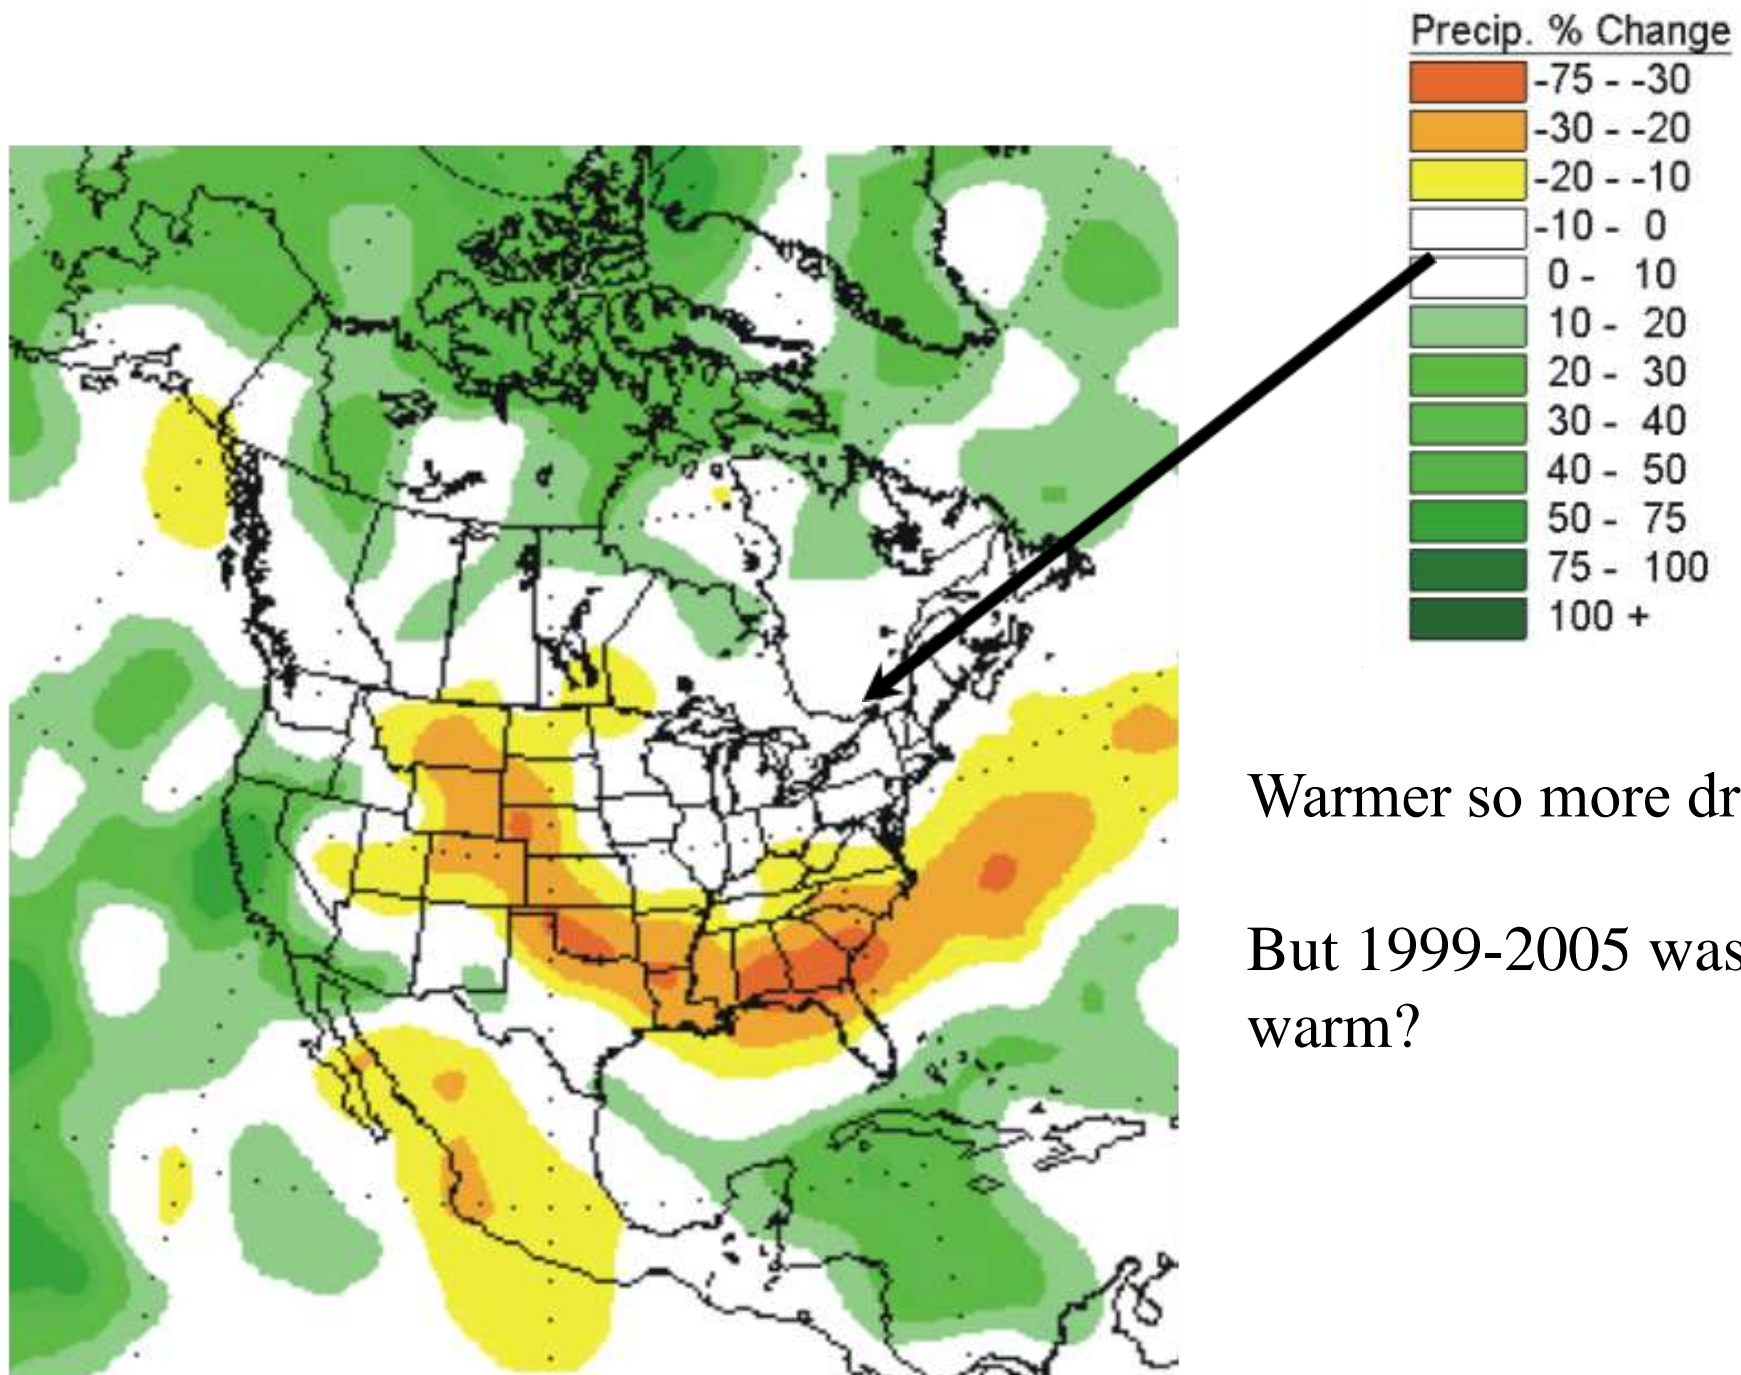 Precip. % Change
-75 - -30
-30 - -20
-20 - -10
-10 - 0
0 - 10
10 - 20
20 - 30
30 - 40
40 - 50
50 - 75
75 - 100
100 +
Warmer so more dr
But 1999-2005 was
warm?